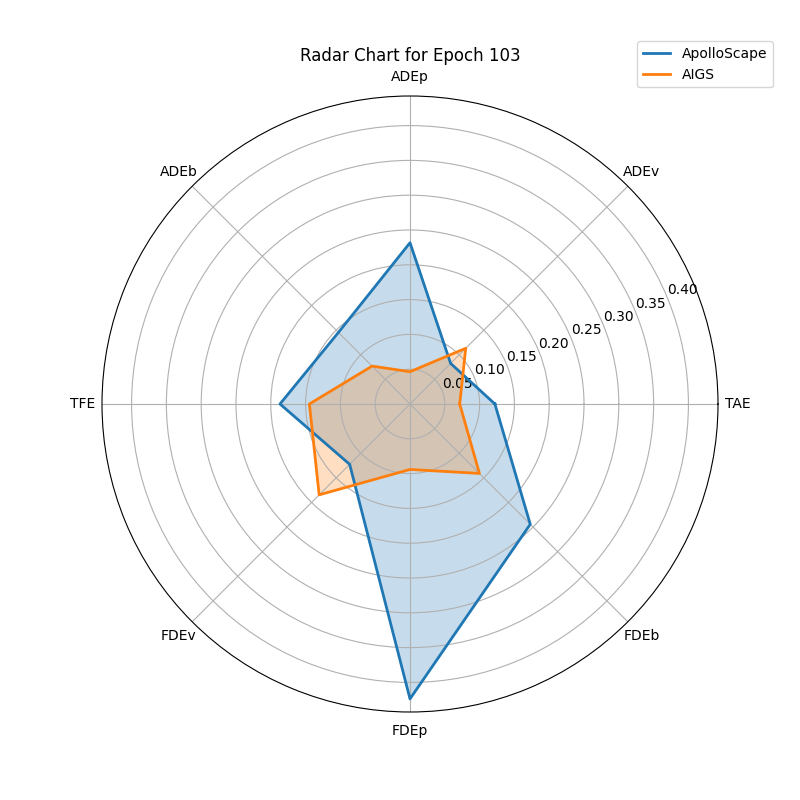 Radar Chart for Epoch 103
ApolloScape
AIGS
ADEp
ADEb
ADEv
0.40
0.35
0.30
0.25
0.20
0.15
0.10
0.05
TFE
TAE
FDEv
FDEb
FDEp